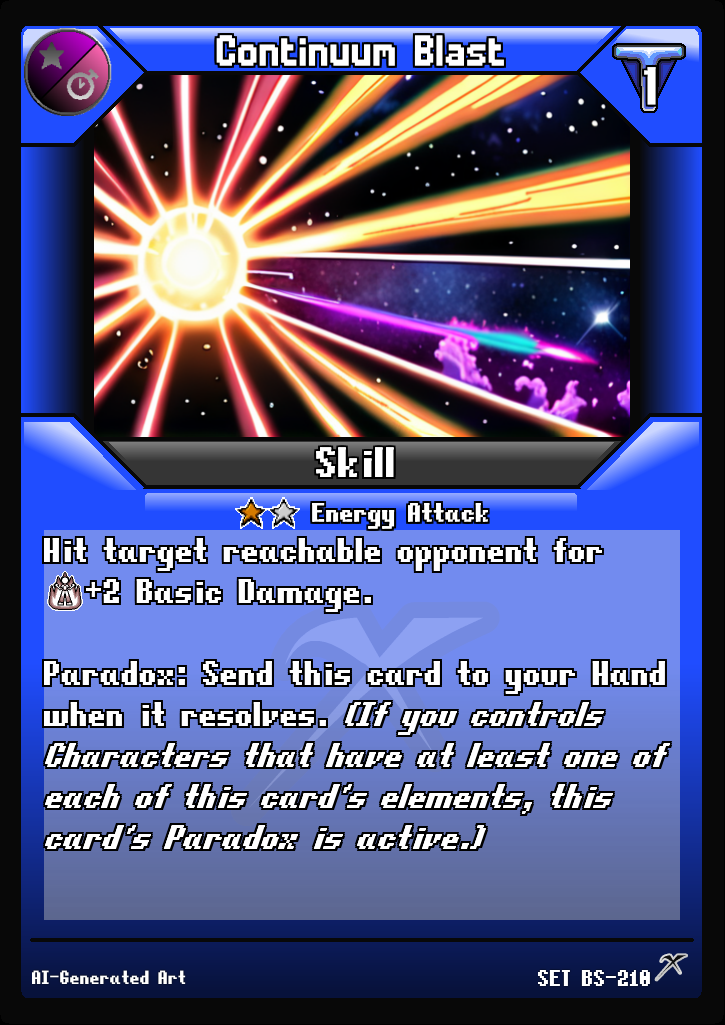 Continuum Blast
1
Skill
Energy Attack
Hit target reachable opponent for
+2 Basic Damage.
Paradox: Send this card to your Hand
when it resolves. (If you controls
Characters that have at least one of
each of this card's elements, this
card's Paradox is active.)
AI-Generated Art
SET BS-210